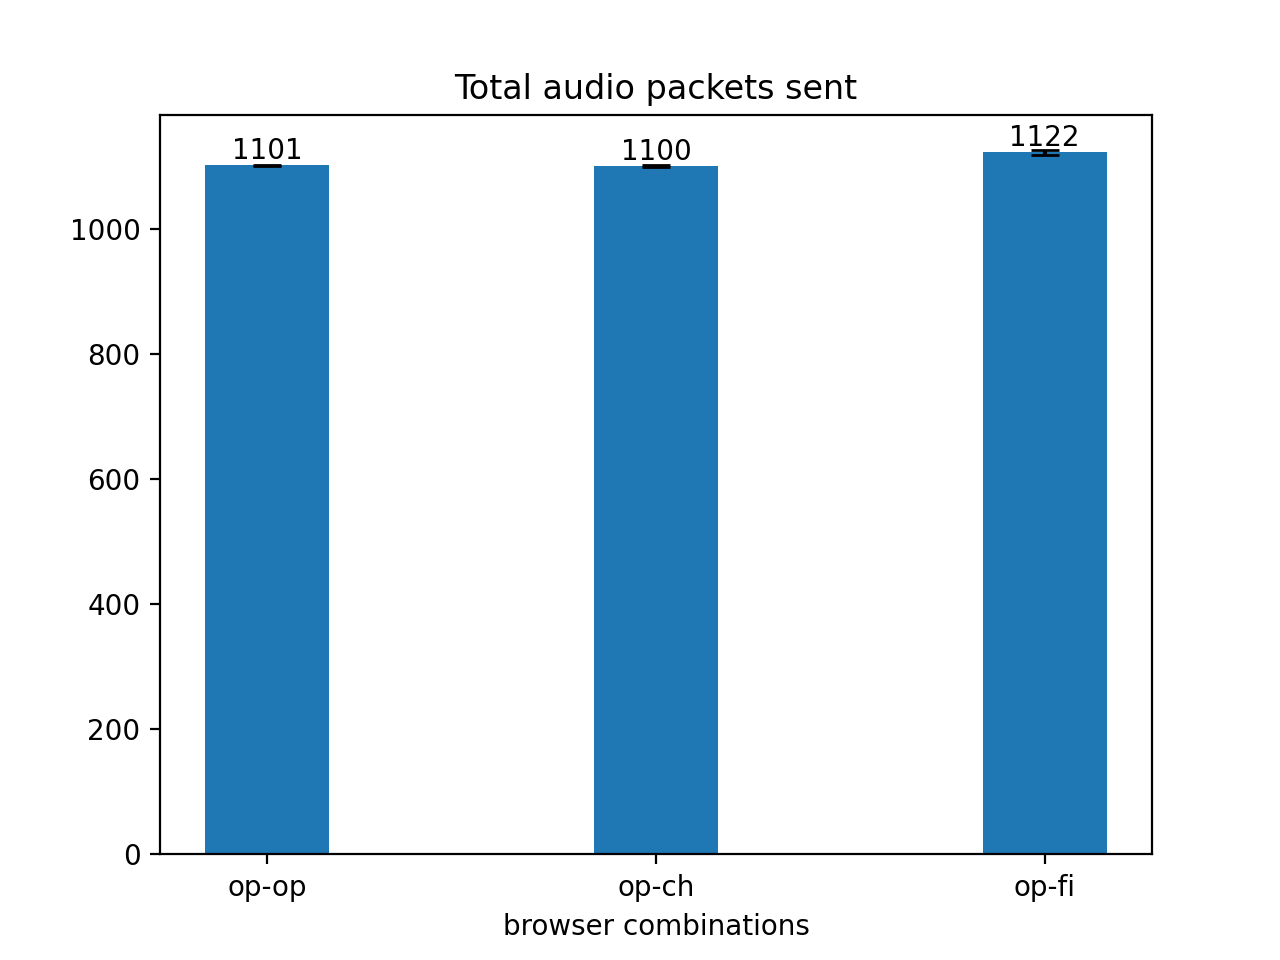 Total audio packets sent
1101
1100
1122
1000
800
600
400
200
0
op-op
op-ch
op-fi
browser combinations